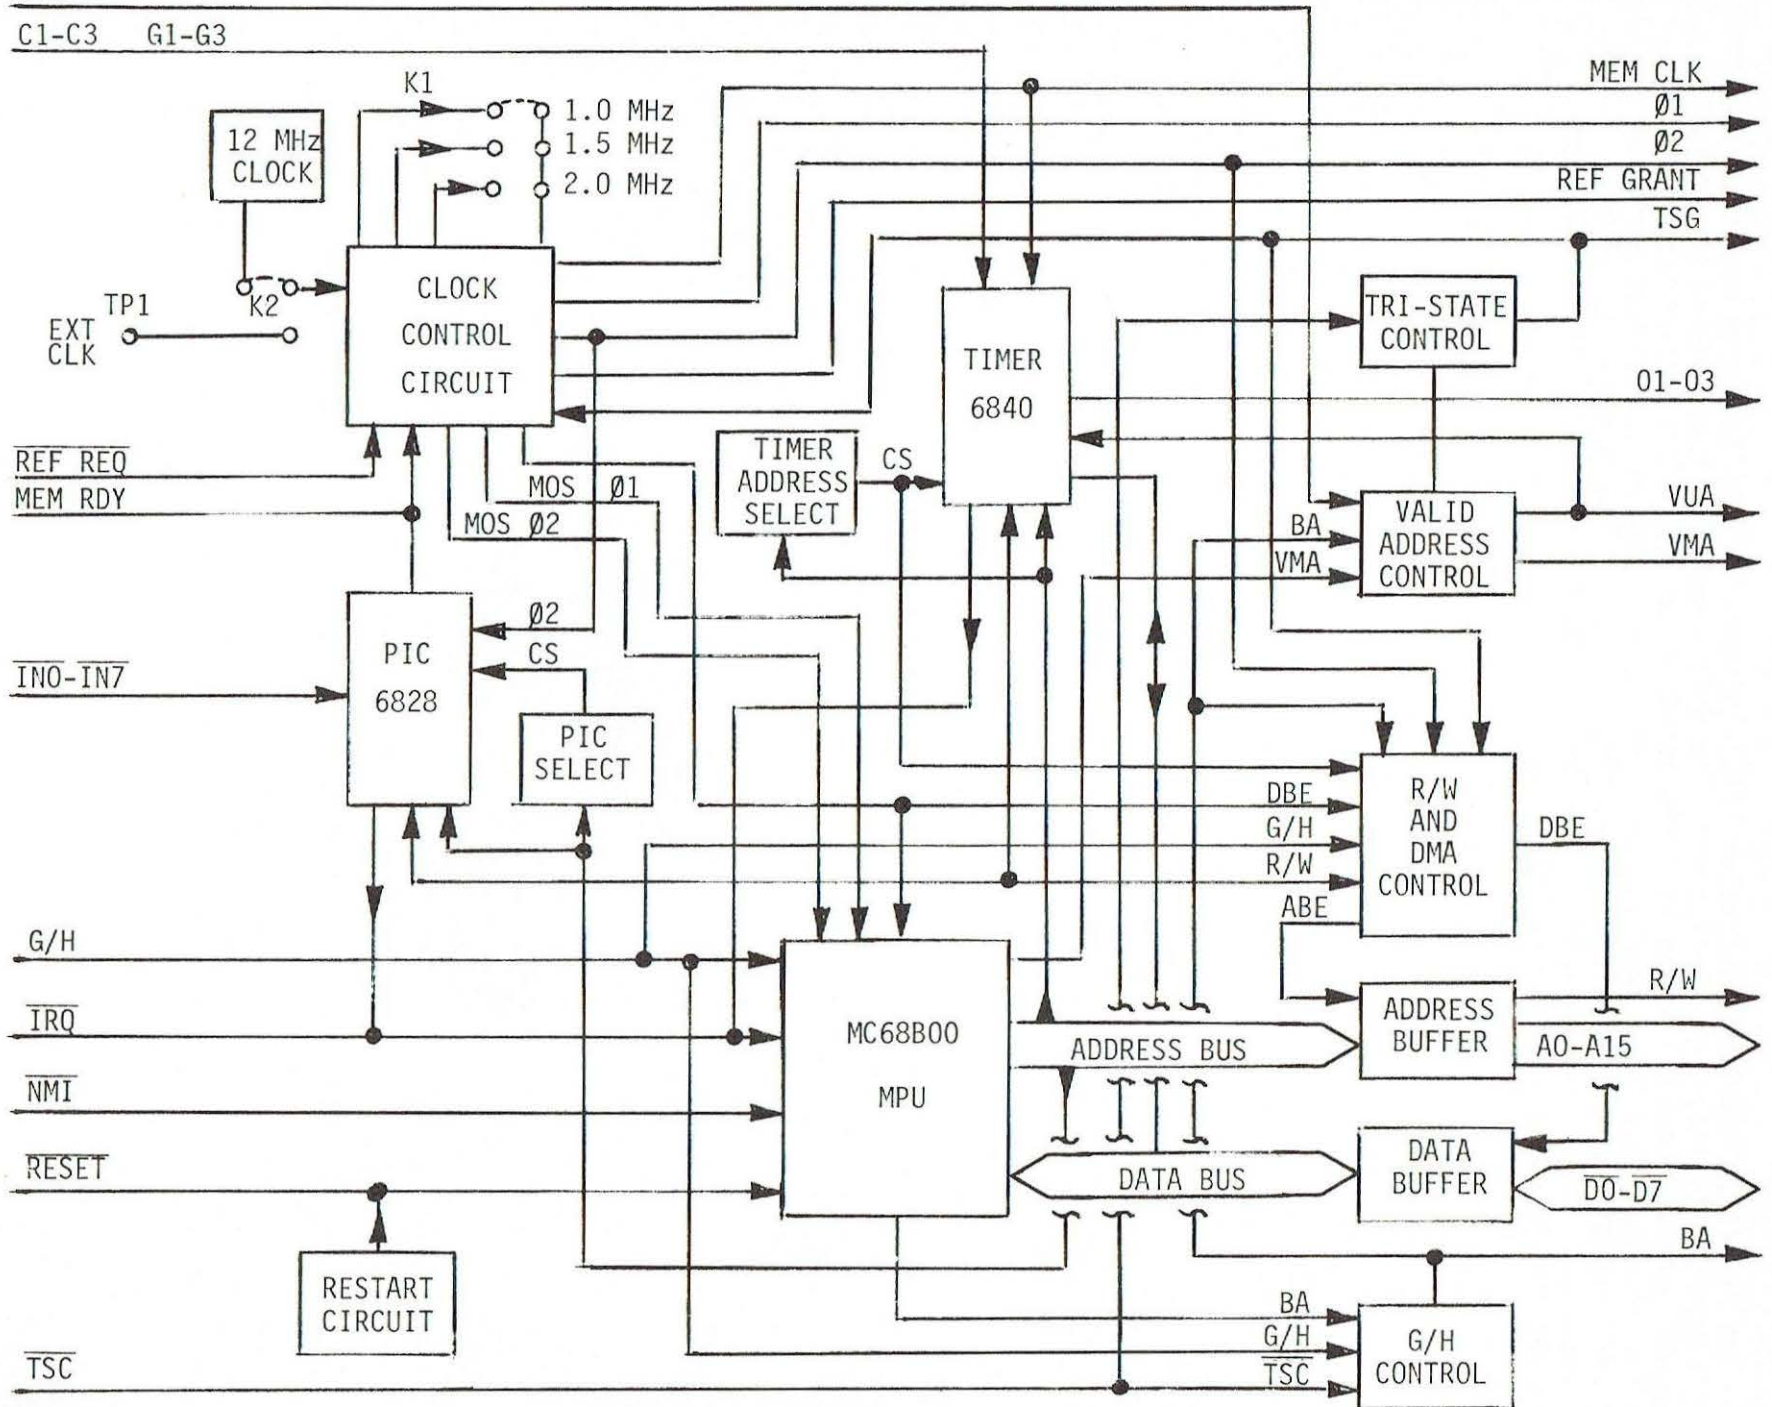 C1-C3 G1-G3
K1
MEM CLK
1.0 MHz
Ø1
12 MHz
CLOCK
1.5 MHz
Ø2
2.0 MHz
REF GRANT
TSG
CLOCK
CONTROL
CIRCUIT
K2
TP1
EXT
CLK
TRI-STATE
CONTROL
TIMER
6840
O1-O3
REF REQ
MEM RDY
TIMER
ADDRESS
SELECT
CS
MOS Ø1
MOS Ø2
BA
VMA
VALID
ADDRESS
CONTROL
VUA
VMA
Ø2
CS
PIC
6828
INO-IN7
PIC
SELECT
DBE
G/H
R/W
ABE
R/W
AND
DMA
CONTROL
DBE
G/H
IRQ
NMI
RESET
MC68B00
MPU
ADDRESS BUS
ADDRESS
BUFFER
R/W
A0-A15
DATA BUS
DATA
BUFFER
D0-D7
BA
RESTART
CIRCUIT
BA
G/H
TSC
G/H
CONTROL
TSC